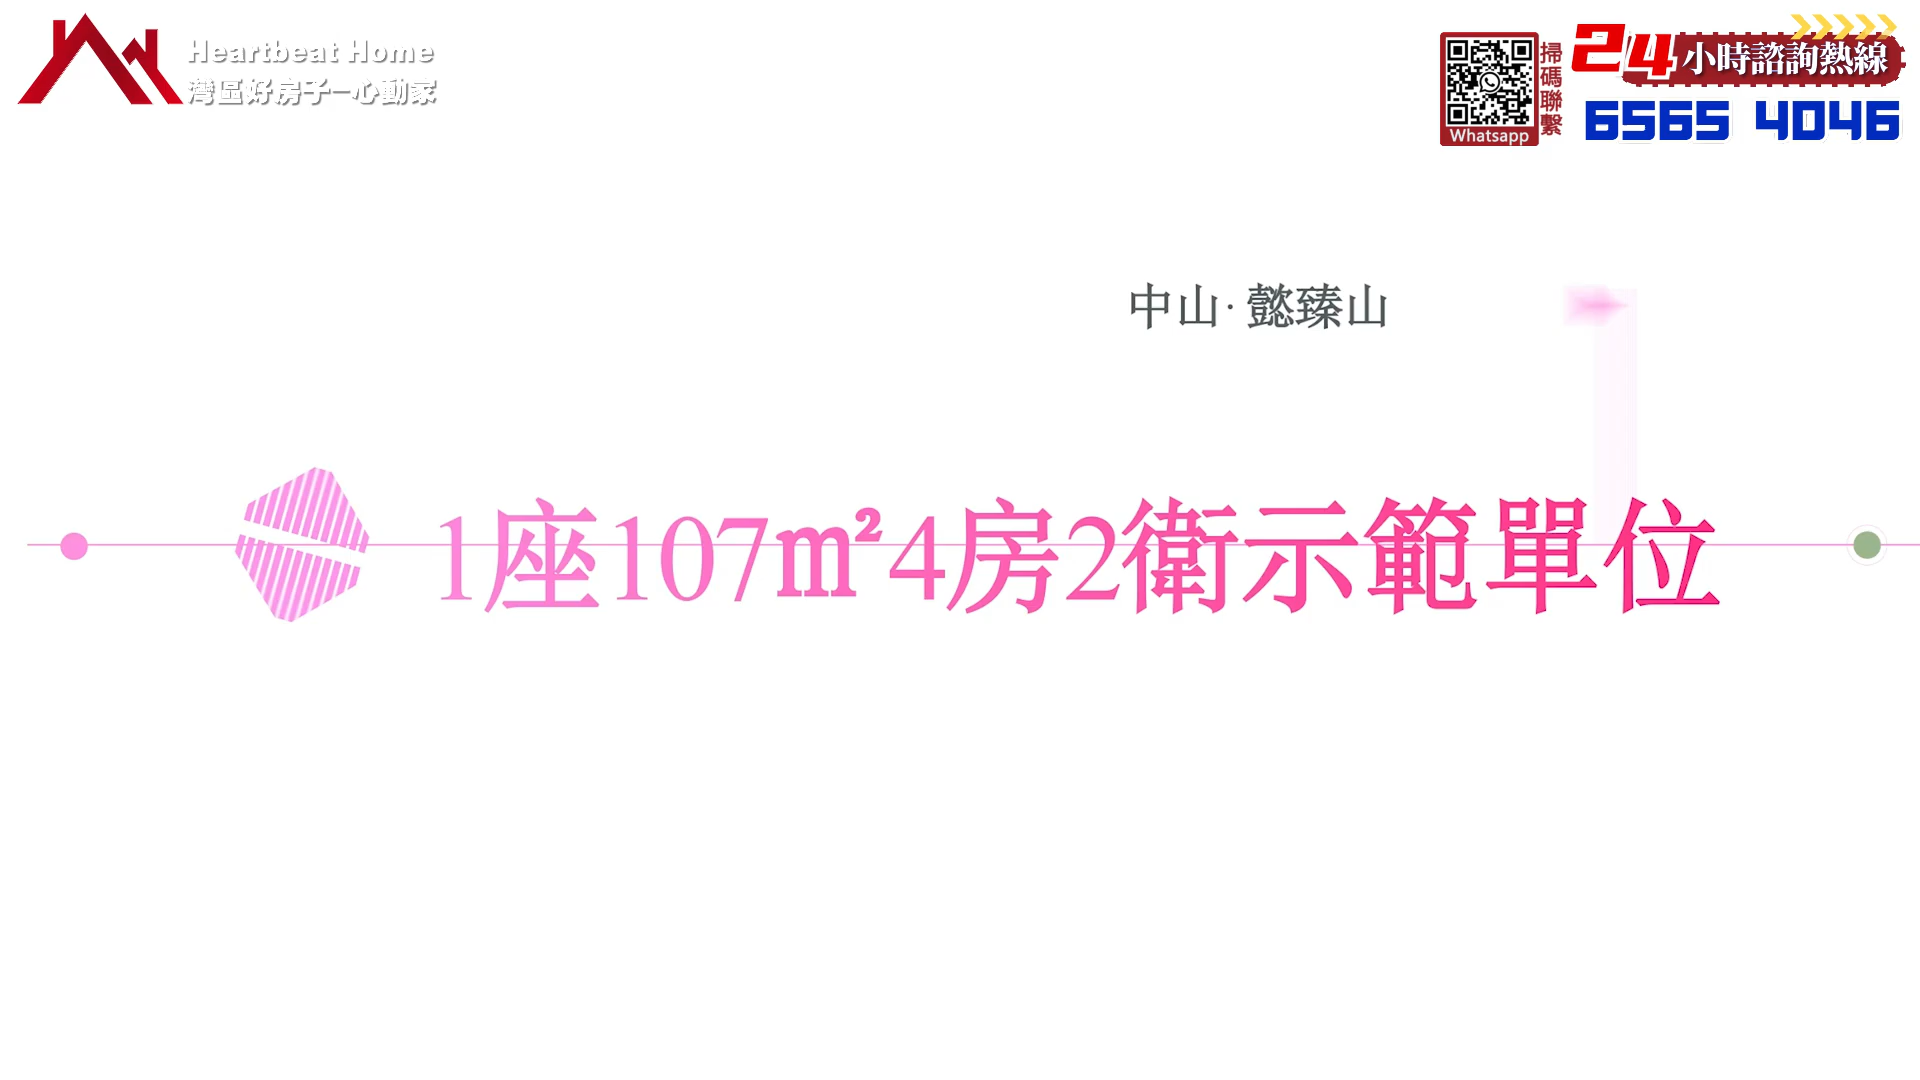 Heartbeat Home
灣區好房子—心動家
掃碼聯繫
Whatsapp
24小時諮詢熱線
6565 4046
中山·懿臻山
1座107m²4房2衛示範單位